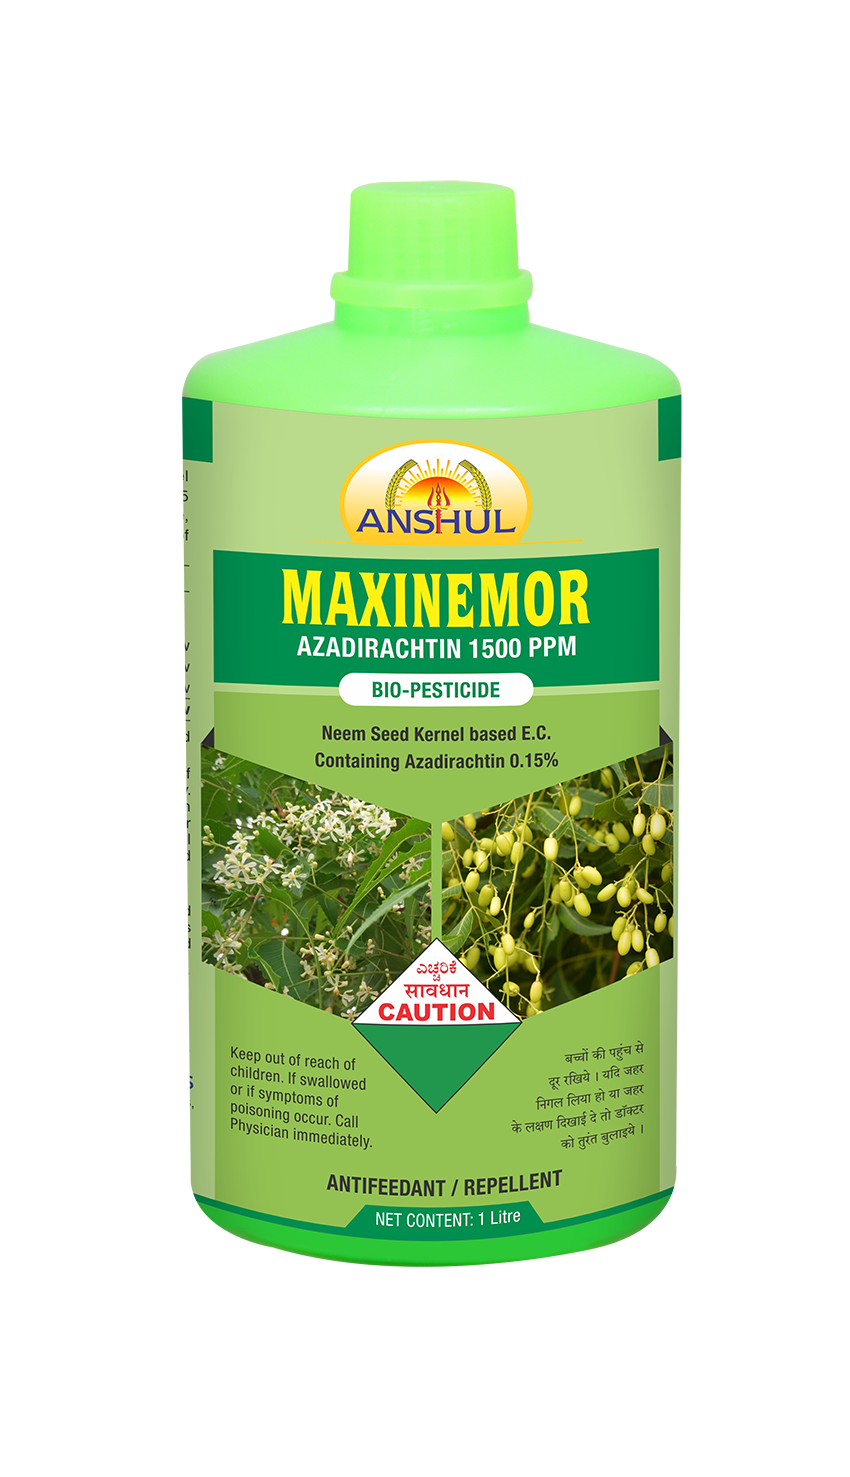 ANSHUL
MAXINEMOR
AZADIRACHTIN 1500 PPM
BIO-PESTICIDE
Neem Seed Kernel based E.C.
Containing Azadirachtin 0.15%
ಎಚ್ಚರಿಕೆ
सावधान
CAUTION
Keep out of reach of
children. If swallowed
or if symptoms of
poisoning occur. Call
Physician immediately.
बच्चों की पहुंच से
दूर रखिये । यदि जहर
निगल लिया हो या जहर
के लक्षण दिखाई दे तो डॉक्टर
को तुरंत बुलाइये ।
ANTIFEEDANT / REPELLENT
NET CONTENT: 1 Litre